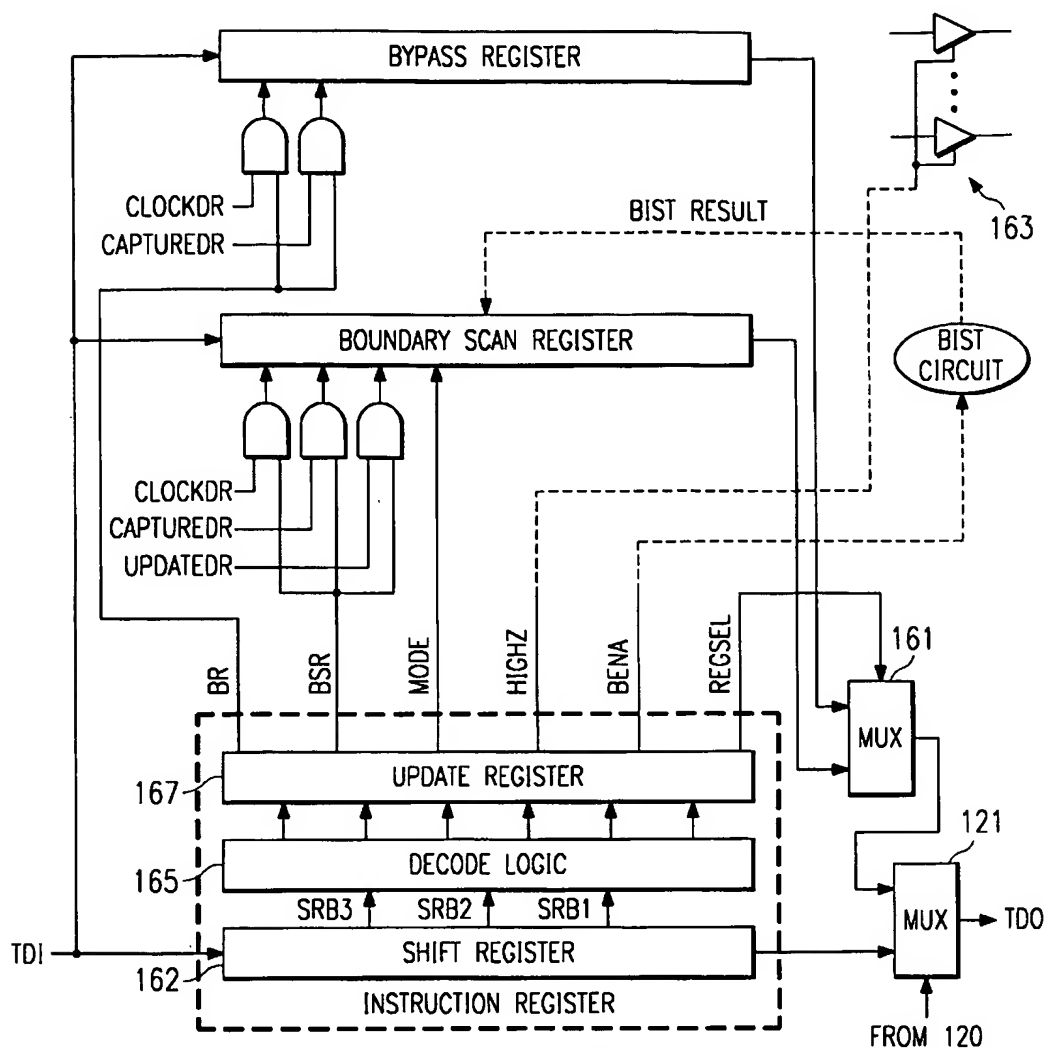 BYPASS REGISTER
CLOCKDR
CAPTUREDR
163
BIST RESULT
BOUNDARY SCAN REGISTER
BIST
CIRCUIT
CLOCKDR
CAPTUREDR
UPDATEDR
BR
BSR
MODE
HIGHZ
BENA
REGSEL
161
MUX
167
UPDATE REGISTER
121
165
DECODE LOGIC
SRB3
SRB2
SRB1
MUX
TDO
TDI
SHIFT REGISTER
162
INSTRUCTION REGISTER
FROM 120